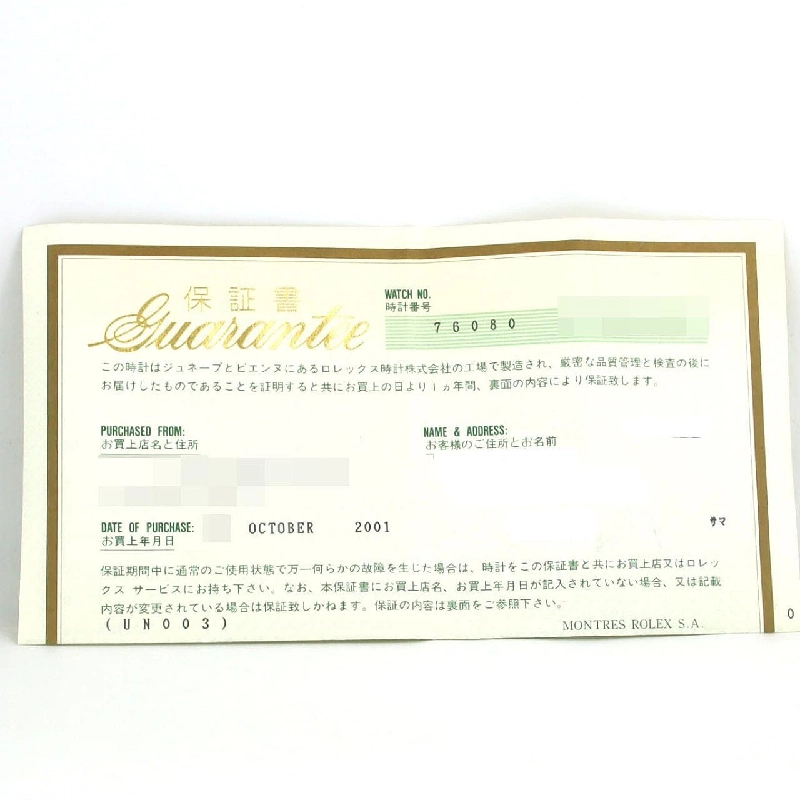 保証書
Guarantee
WATCH NO.
時計番号
76080
この時計はジュネーブとビエンヌにあるロレックス時計株式会社の工場で製造され、厳密な品質管理と検査の後に
お届けしたものであることを証明すると共にお買上の日より1ヵ年間、裏面の内容により保証致します。
PURCHASED FROM:
お買上店名と住所
NAME & ADDRESS:
お客様のご住所とお名前
サマ
DATE OF PURCHASE: OCTOBER 2001
お買上年月日
保証期間中に通常のご使用状態で万一何らかの故障を生じた場合は、時計をこの保証書と共にお買上店又はロレッ
クス サービスにお持ち下さい。なお、本保証書にお買上店名、お買上年月日が記入されていない場合、又は記載
内容が変更されている場合は保証致しかねます。保証の内容は裏面をご参照下さい。
(UN003)
MONTRES ROLEX S.A.
0